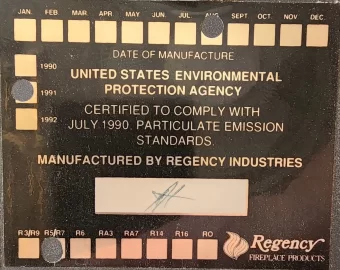 JAN. FEB. MAR. APR. MAY JUN. JUL AUG. SEPT OCT. NOV. DEC.
DATE OF MANUFACTURE
1990
UNITED STATES ENVIRONMENTAL
PROTECTION AGENCY
1991
CERTIFIED TO COMPLY WITH
1992
JULY 1990, PARTICULATE EMISSION
STANDARDS.
MANUFACTURED BY REGENCY INDUSTRIES
R3/R9 R5/R7 R6 RA3 RA7 R14 R16 RO
Regency
FIREPLACE PRODUCTS